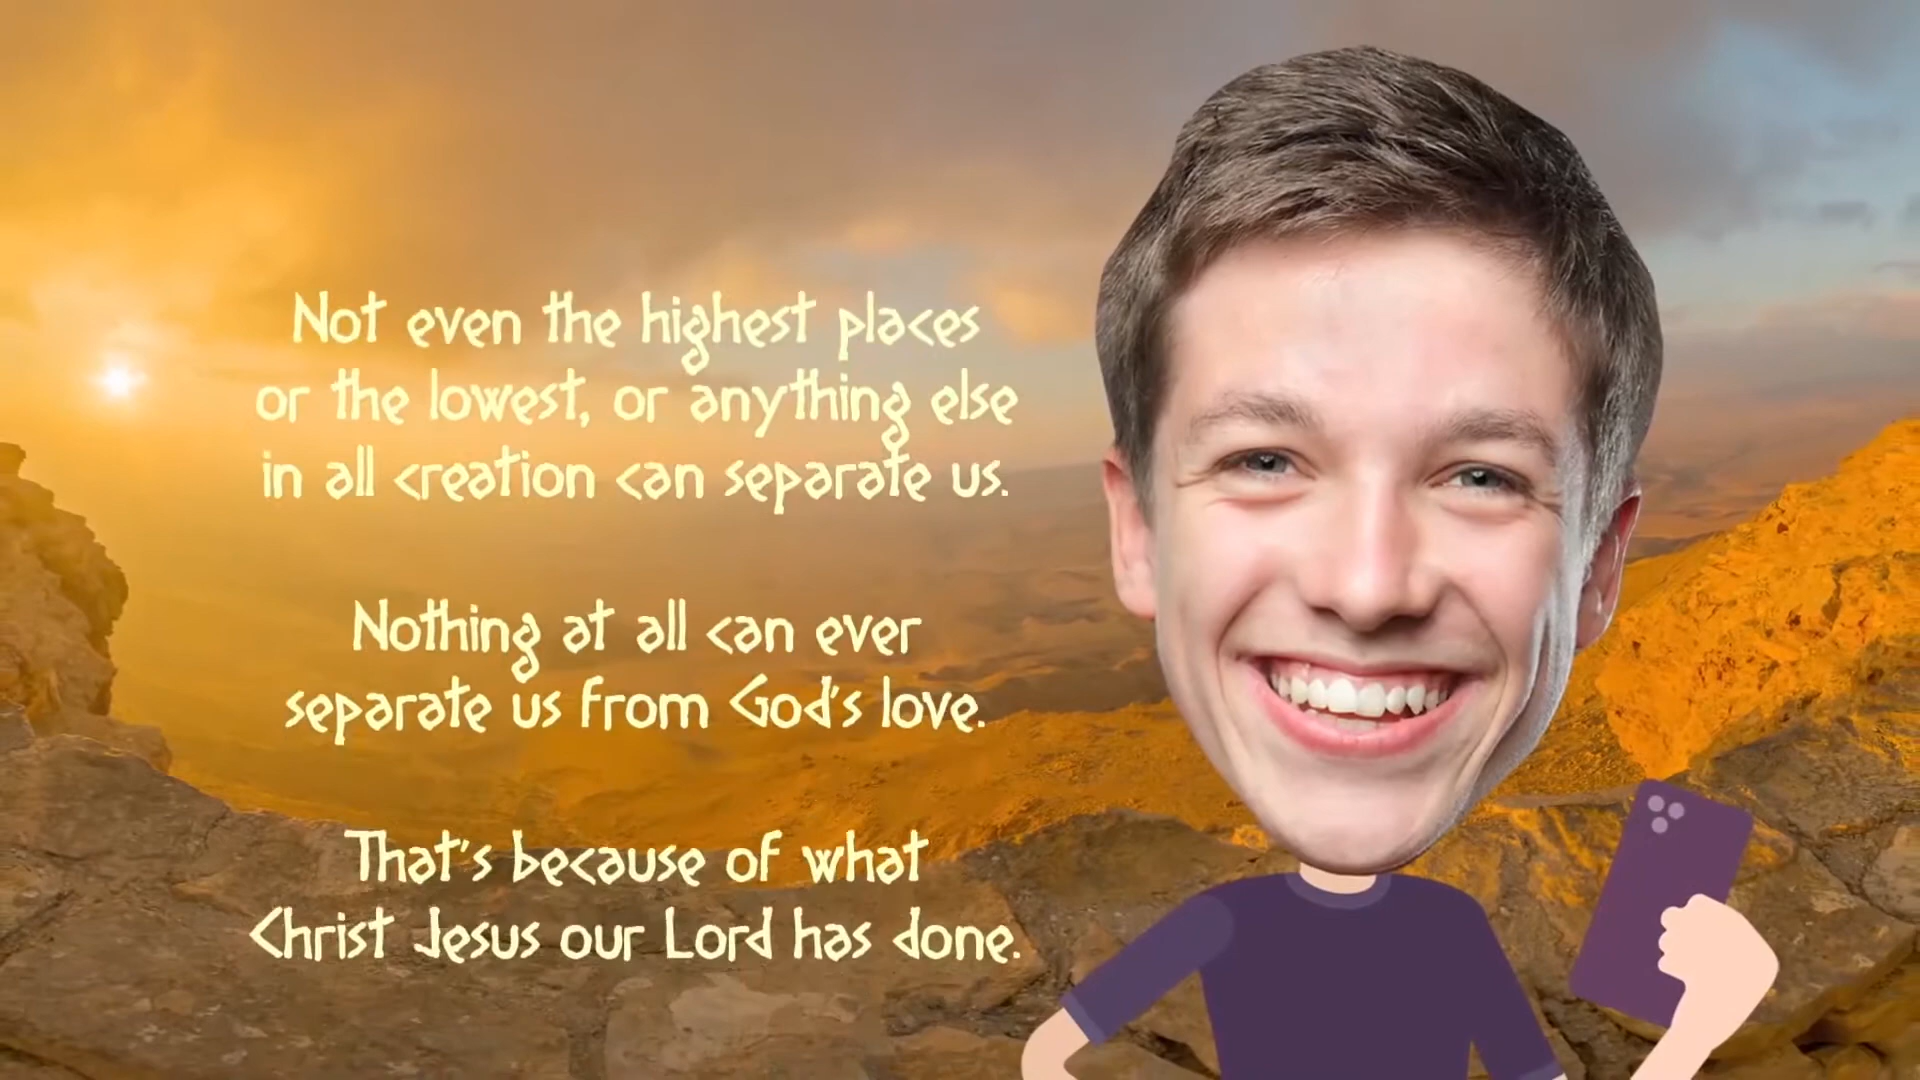 Not even the highest places
or the lowest, or anything else
in all creation can separate us.
Nothing at all can ever
separate us from God's love.
That's because of what
Christ Jesus our Lord has done.